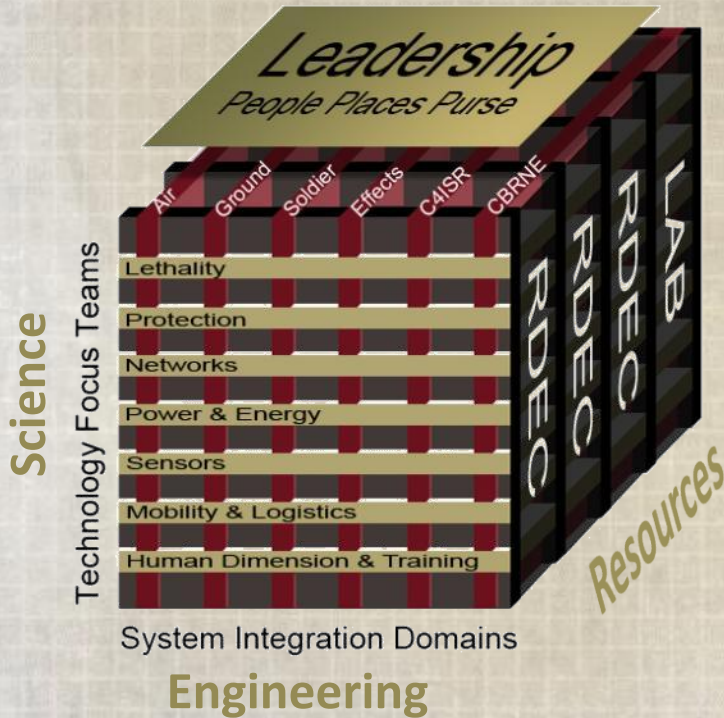 Leadership
People Places Purse
Air
Ground
Soldier
Effects
C4ISR
CBRNE
Lethality
Protection
Networks
Power & Energy
Sensors
Mobility & Logistics
Human Dimension & Training
RDEC
RDEC
RDEC
LAB
Science
Technology Focus Teams
Resources
System Integration Domains
Engineering